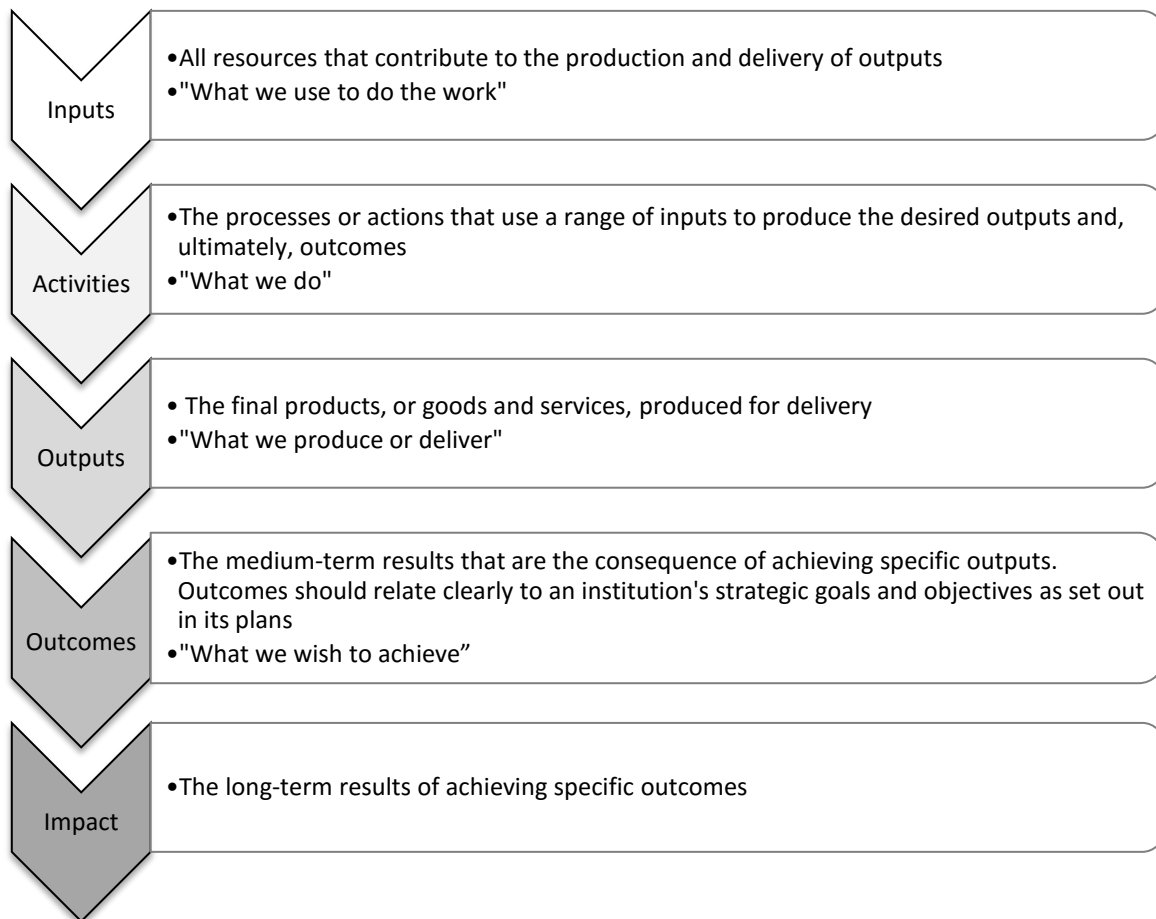 •All resources that contribute to the production and delivery of outputs
•"What we use to do the work"
Inputs
•The processes or actions that use a range of inputs to produce the desired outputs and,
ultimately, outcomes
•"What we do"
Activities
• The final products, or goods and services, produced for delivery
•"What we produce or deliver"
Outputs
•The medium-term results that are the consequence of achieving specific outputs.
Outcomes should relate clearly to an institution's strategic goals and objectives as set out
in its plans
•"What we wish to achieve”
Outcomes
•The long-term results of achieving specific outcomes
Impact